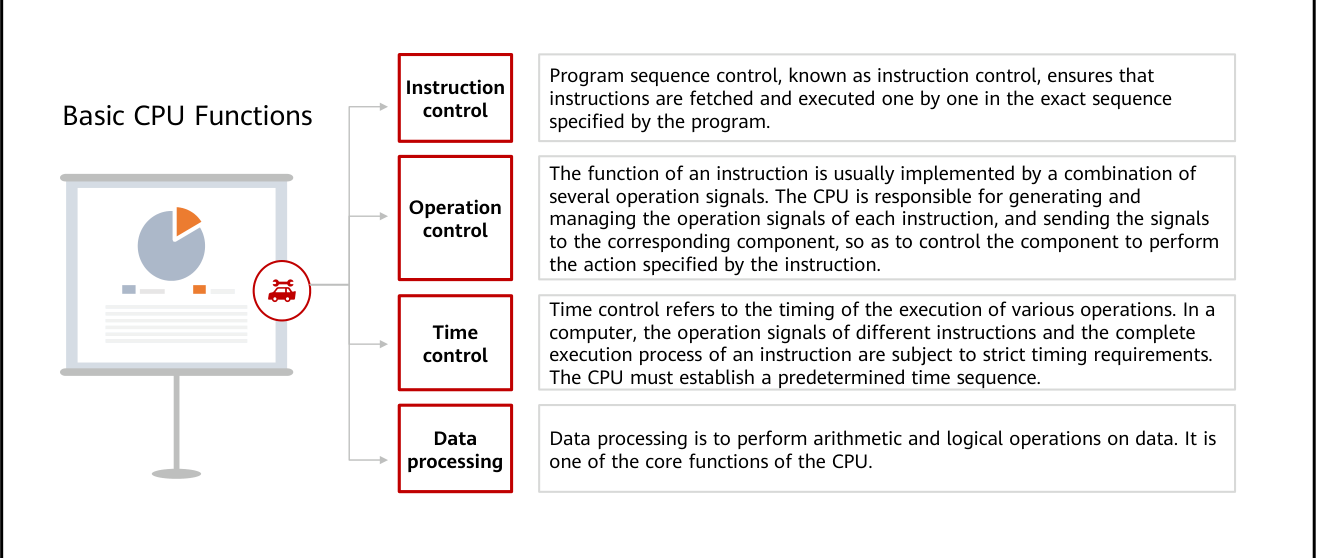 Basic CPU Functions
Instruction
control
Program sequence control, known as instruction control, ensures that
instructions are fetched and executed one by one in the exact sequence
specified by the program.
Operation
control
The function of an instruction is usually implemented by a combination of
several operation signals. The CPU is responsible for generating and
managing the operation signals of each instruction, and sending the signals
to the corresponding component, so as to control the component to perform
the action specified by the instruction.
Time
control
Time control refers to the timing of the execution of various operations. In a
computer, the operation signals of different instructions and the complete
execution process of an instruction are subject to strict timing requirements.
The CPU must establish a predetermined time sequence.
Data
processing
Data processing is to perform arithmetic and logical operations on data. It is
one of the core functions of the CPU.